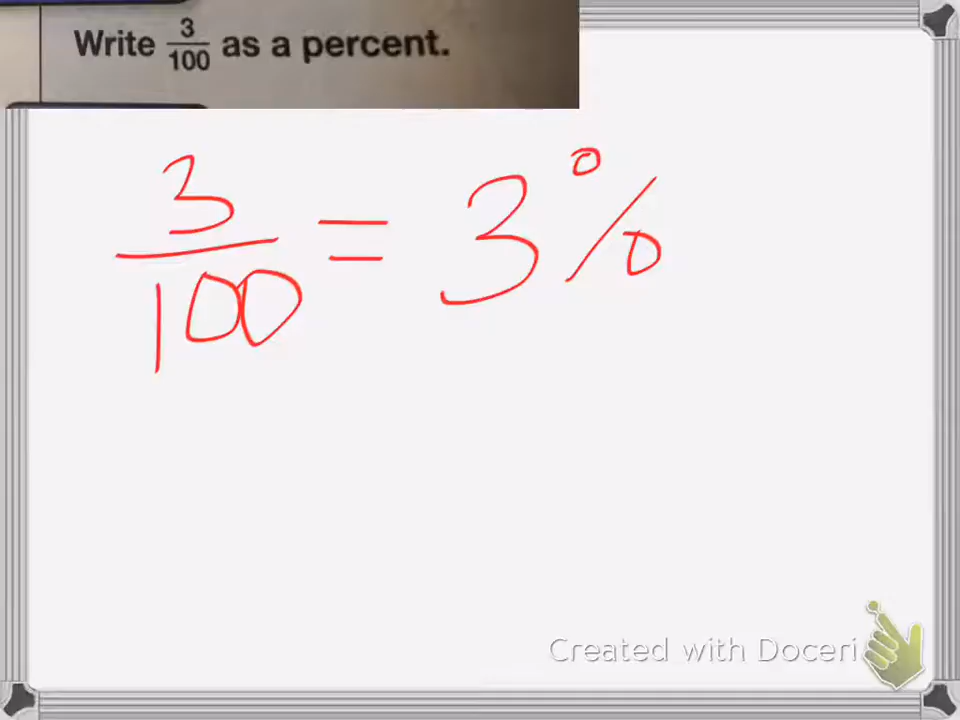 Write 3/100 as a percent.
3/100 = 3%
Created with Doceri